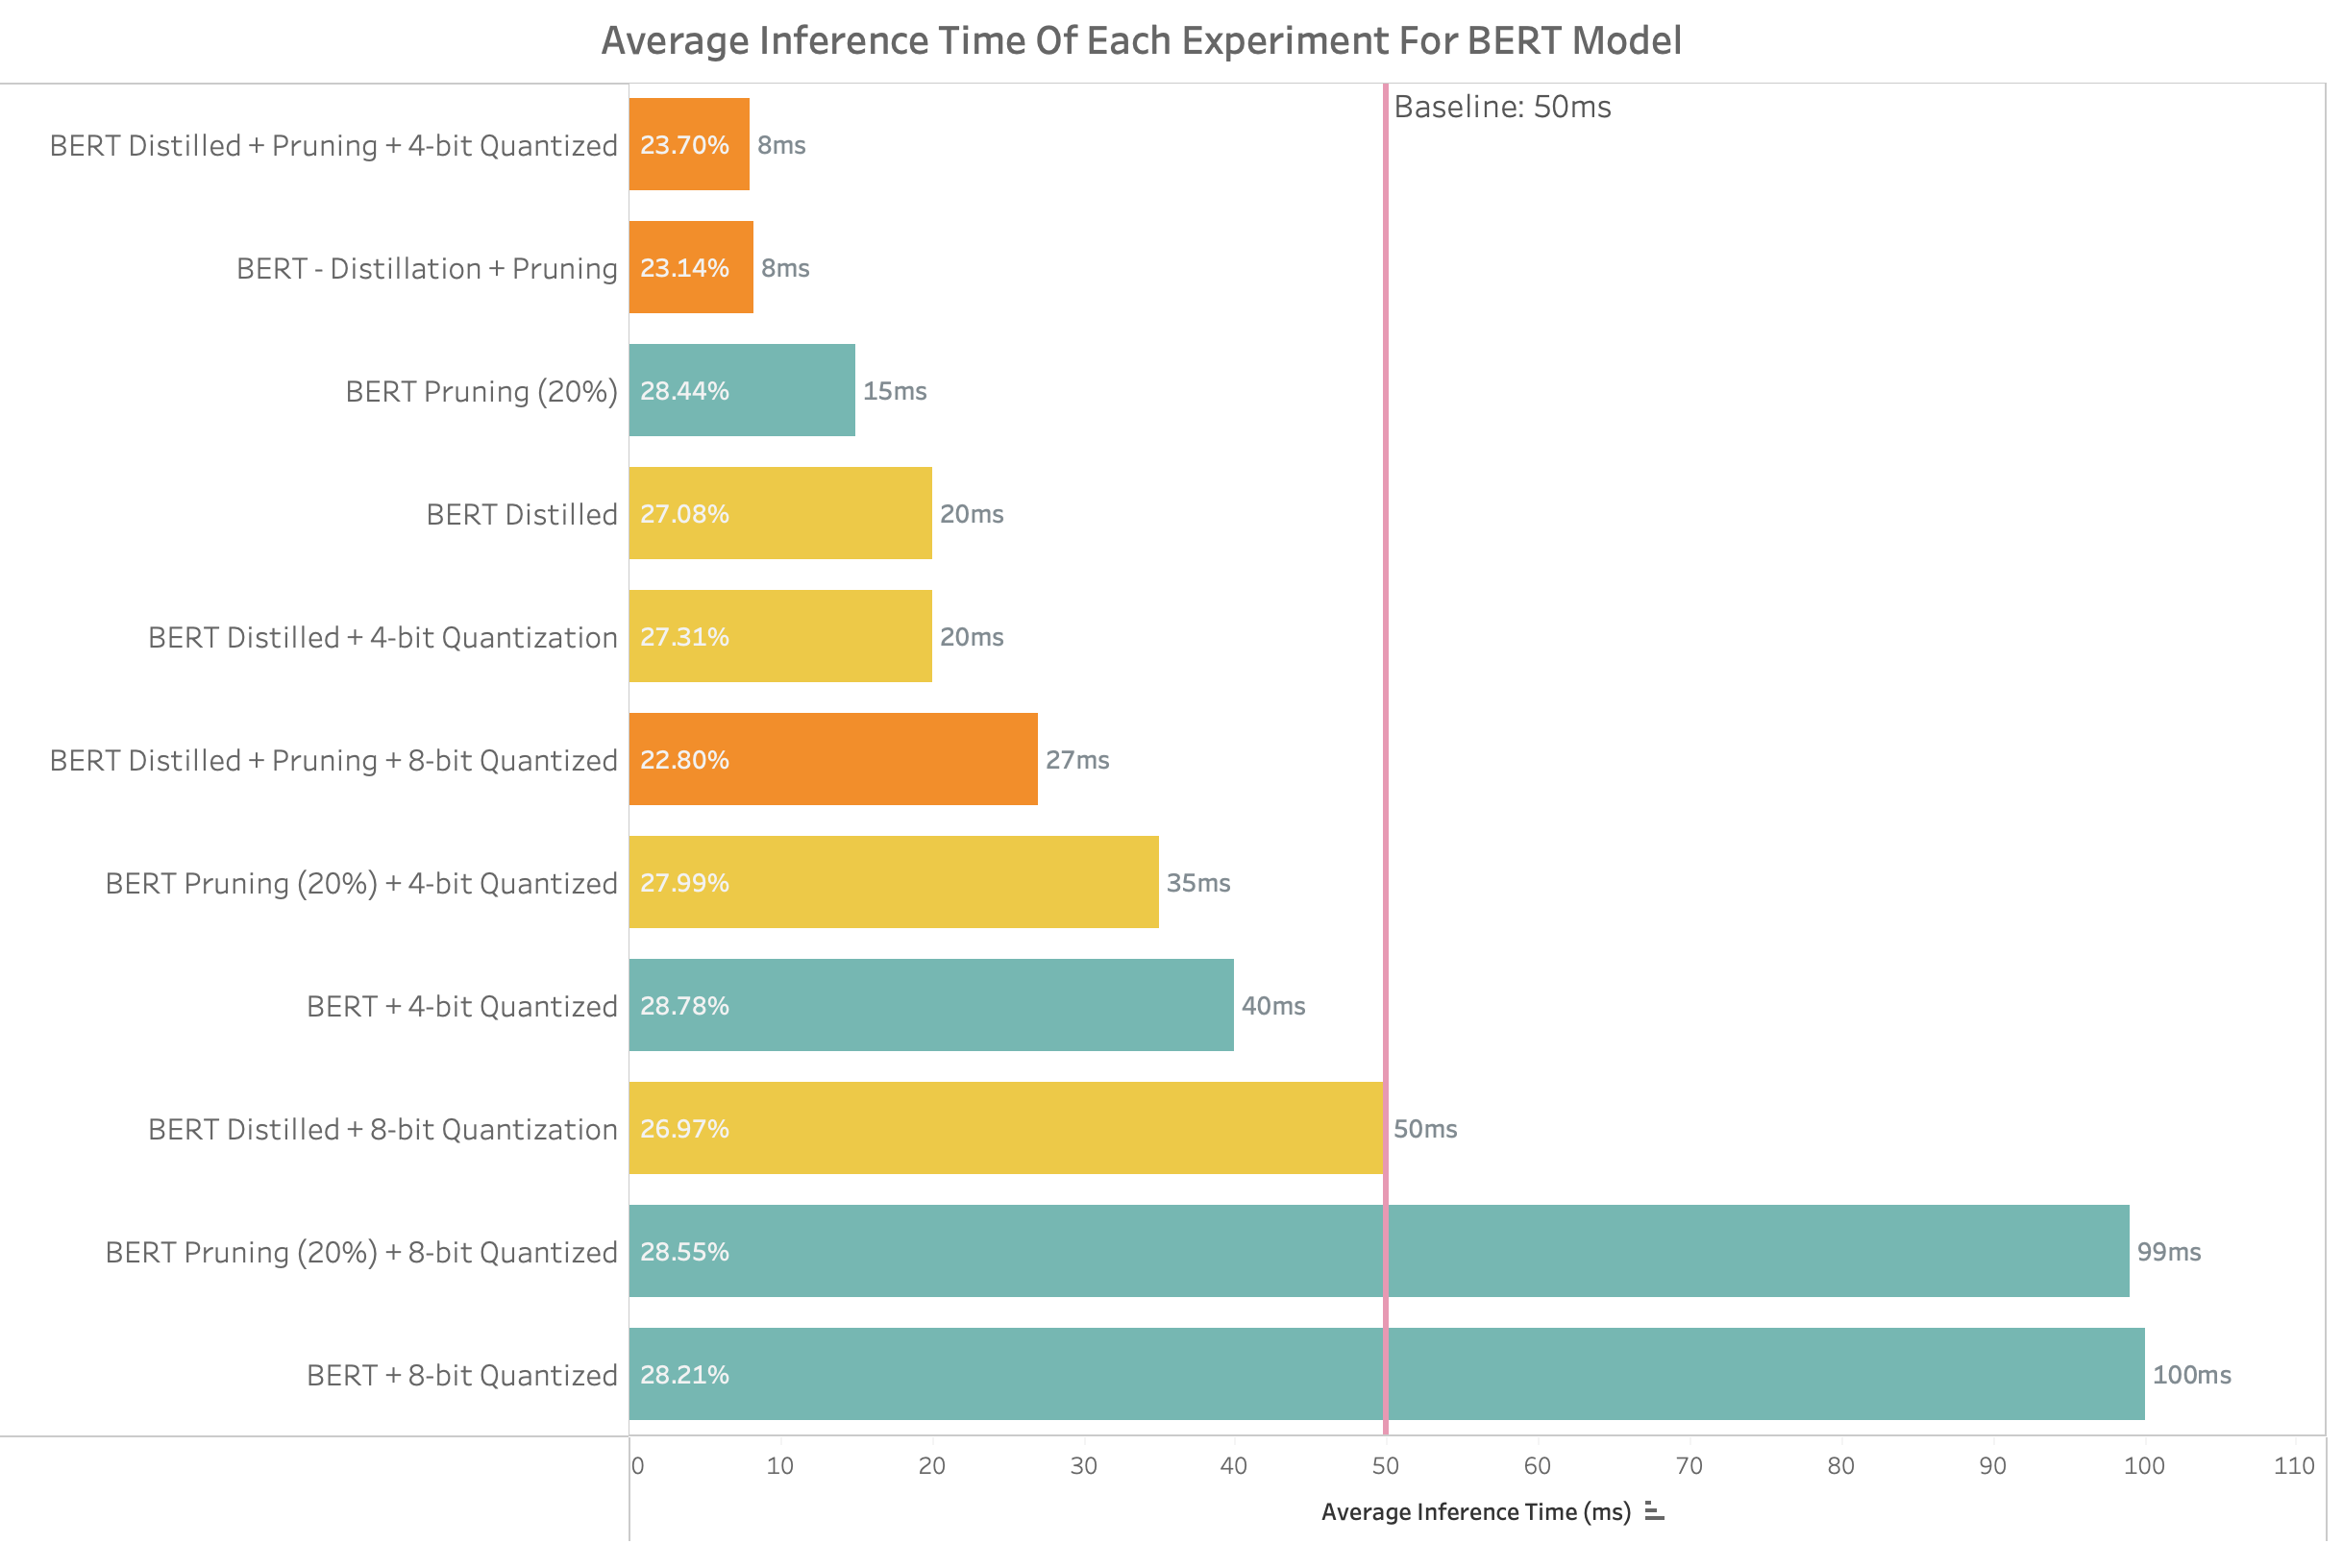 Average Inference Time Of Each Experiment For BERT Model
Baseline: 50ms
BERT Distilled + Pruning + 4-bit Quantized 23.70% 8ms
BERT - Distillation + Pruning 23.14% 8ms
BERT Pruning (20%) 28.44% 15ms
BERT Distilled 27.08% 20ms
BERT Distilled + 4-bit Quantization 27.31% 20ms
BERT Distilled + Pruning + 8-bit Quantized 22.80% 27ms
BERT Pruning (20%) + 4-bit Quantized 27.99% 35ms
BERT + 4-bit Quantized 28.78% 40ms
BERT Distilled + 8-bit Quantization 26.97% 50ms
BERT Pruning (20%) + 8-bit Quantized 28.55% 99ms
BERT + 8-bit Quantized 28.21% 100ms
0 10 20 30 40 50 60 70 80 90 100 110
Average Inference Time (ms)